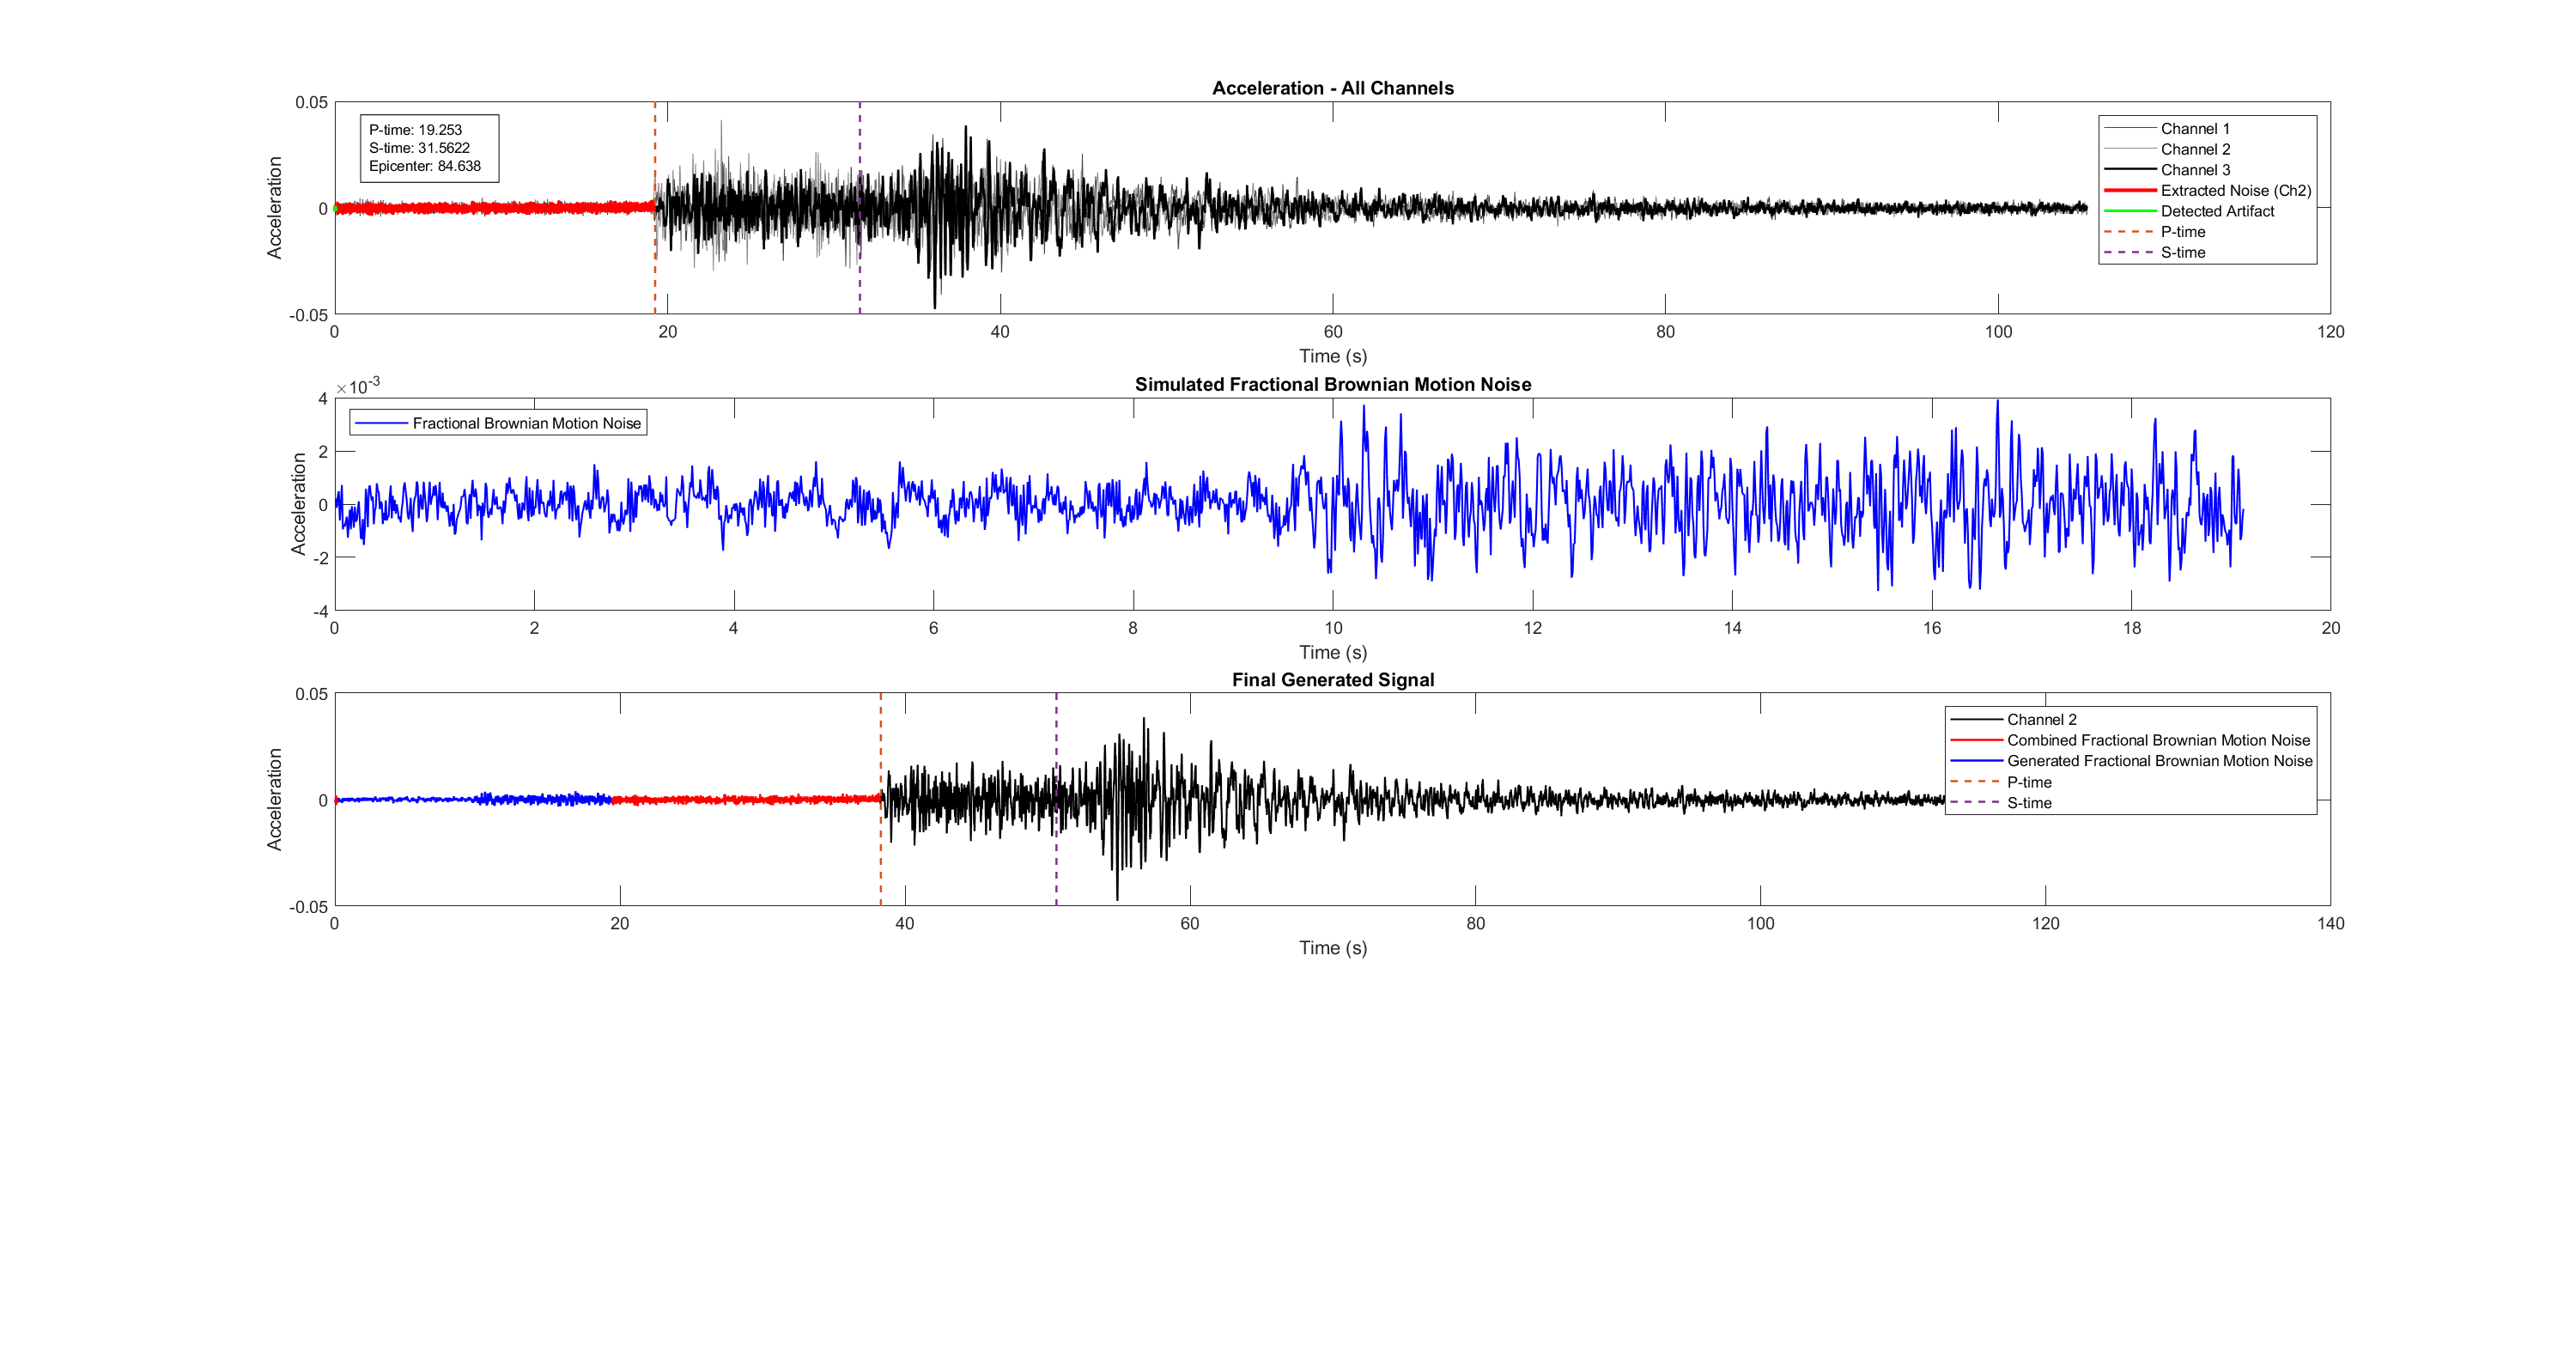 Acceleration - All Channels
0.05
0
-0.05
Acceleration
P-time: 19.253
S-time: 31.5622
Epicenter: 84.638
Channel 1
Channel 2
Channel 3
Extracted Noise (Ch2)
Detected Artifact
P-time
S-time
0 20 40 60 80 100 120
Time (s)
Simulated Fractional Brownian Motion Noise
×10-3
4
2
0
-2
-4
Acceleration
Fractional Brownian Motion Noise
0 2 4 6 8 10 12 14 16 18 20
Time (s)
Final Generated Signal
0.05
0
-0.05
Acceleration
Channel 2
Combined Fractional Brownian Motion Noise
Generated Fractional Brownian Motion Noise
P-time
S-time
0 20 40 60 80 100 120 140
Time (s)